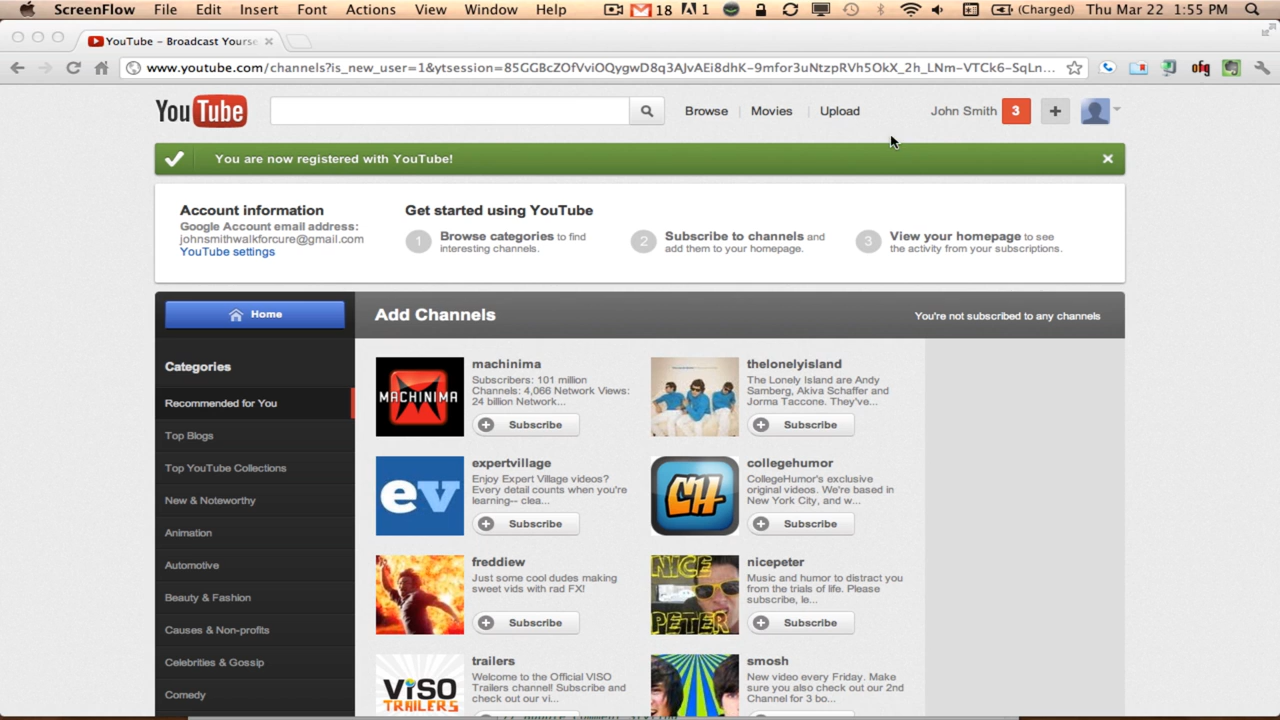 ScreenFlow File Edit Insert Font Actions View Window Help 18 1 (Charged) Thu Mar 22 1:55 PM
YouTube – Broadcast Yourse
www.youtube.com/channels?is_new_user=1&ytsession=85GGBcZOfVviOQygwD8q3AJvAEi8dhK-9mfor3uNtzpRVh5OkX_2h_LNm-VTCk6-SqLn...
ofg
YouTube Browse Movies Upload John Smith 3
You are now registered with YouTube!
Account information
Google Account email address:
johnsmithwalkforcure@gmail.com
YouTube settings
Get started using YouTube
1 Browse categories to find
interesting channels.
2 Subscribe to channels and
add them to your homepage.
3 View your homepage to see
the activity from your subscriptions.
Home
Categories
Recommended for You
Top Blogs
Top YouTube Collections
New & Noteworthy
Animation
Automotive
Beauty & Fashion
Causes & Non-profits
Celebrities & Gossip
Comedy
Add Channels
You're not subscribed to any channels
MACHINIMA
machinima
Subscribers: 101 million
Channels: 4,066 Network Views:
24 billion Network...
Subscribe
thelonelyisland
The Lonely Island are Andy
Samberg, Akiva Schaffer and
Jorma Taccone. They've...
Subscribe
ev
expertvillage
Enjoy Expert Village videos?
Every detail counts when you're
learning-- clea...
Subscribe
CH
collegehumor
CollegeHumor's exclusive
original videos. We're based in
New York City, and w...
Subscribe
freddiew
Just some cool dudes making
sweet vids with rad FX!
Subscribe
NICE
PETER
nicepeter
Music and humor to distract you
from the trials of life. Please
subscribe, le...
Subscribe
VISO
TRAILERS
trailers
Welcome to the Official VISO
Trailers channel! Subscribe and
check out our vi...
smosh
New video every Friday. Make
sure you also check out our 2nd
Channel for 3 bo...